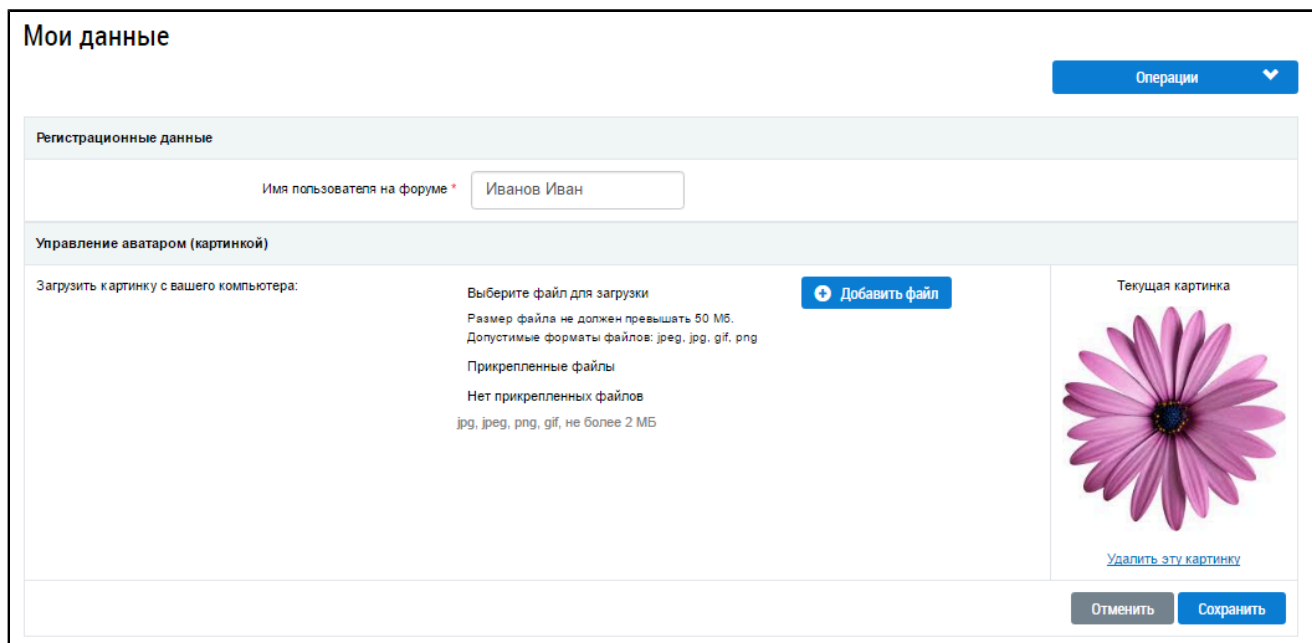 Мои данные
Операции
Регистрационные данные
Имя пользователя на форуме *
Иванов Иван
Управление аватаром (картинкой)
Загрузить картинку с вашего компьютера:
Выберите файл для загрузки
Добавить файл
Размер файла не должен превышать 50 Мб.
Допустимые форматы файлов: jpeg, jpg, gif, png
Прикрепленные файлы
Нет прикрепленных файлов
jpg, jpeg, png, gif, не более 2 МБ
Текущая картинка
Удалить эту картинку
Отменить
Сохранить